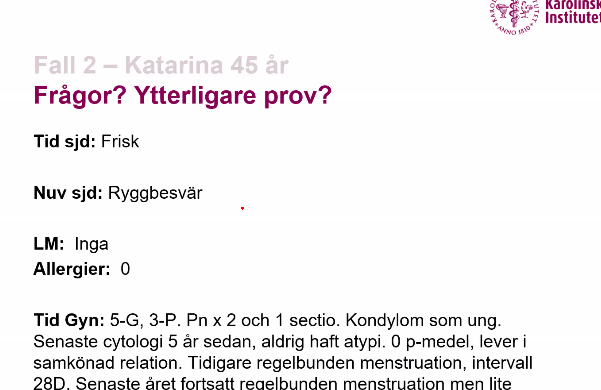 Karolinska
Institutet
ANNO 1810
Fall 2 – Katarina 45 år
Frågor? Ytterligare prov?
Tid sjd: Frisk
Nuv sjd: Ryggbesvär
LM: Inga
Allergier: 0
Tid Gyn: 5-G, 3-P. Pn x 2 och 1 sectio. Kondylom som ung.
Senaste cytologi 5 år sedan, aldrig haft atypi. 0 p-medel, lever i
samkönad relation. Tidigare regelbunden menstruation, intervall
28D. Senaste året fortsatt regelbunden menstruation men lite